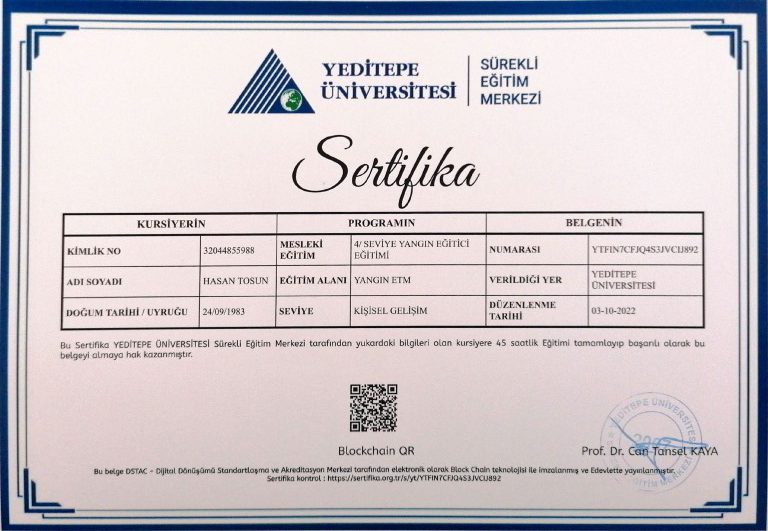 YEDİTEPE
ÜNİVERSİTESİ
SÜREKLİ
EĞİTİM
MERKEZİ
Sertifika
KURSİYERİN PROGRAMIN BELGENİN
KİMLİK NO 32044855988 MESLEKİ EĞİTİM 4/ SEVİYE YANGIN EĞİTİCİ EĞİTİMİ NUMARASI YTFIN7CFJQ4S3JVCIJ892
ADI SOYADI HASAN TOSUN EĞİTİM ALANI YANGIN ETM VERİLDİĞİ YER YEDİTEPE ÜNİVERSİTESİ
DOĞUM TARİHİ / UYRUĞU 24/09/1983 SEVİYE KİŞİSEL GELİŞİM DÜZENLENME TARİHİ 03-10-2022
Bu Sertifika YEDİTEPE ÜNİVERSİTESİ Sürekli Eğitim Merkezi tarafından yukardaki bilgileri olan kursiyere 45 saatlik Eğitimi tamamlayıp başarılı olarak bu
belgeyi almaya hak kazanmıştır.
Blockchain QR
YEDİTEPE ÜNİVERSİTESİ
Prof. Dr. Can Tansel KAYA
Bu belge DSTAC - Dijital Dönüşümü Standartlaşma ve Akreditasyon Merkezi tarafından elektronik olarak Block Chain teknolojisi ile imzalanmış ve Edevlette yayınlanmıştır.
Sertifika kontrol : https://sertifika.org.tr/s/yt/YTFIN7CFJQ4S3JVCIJ892